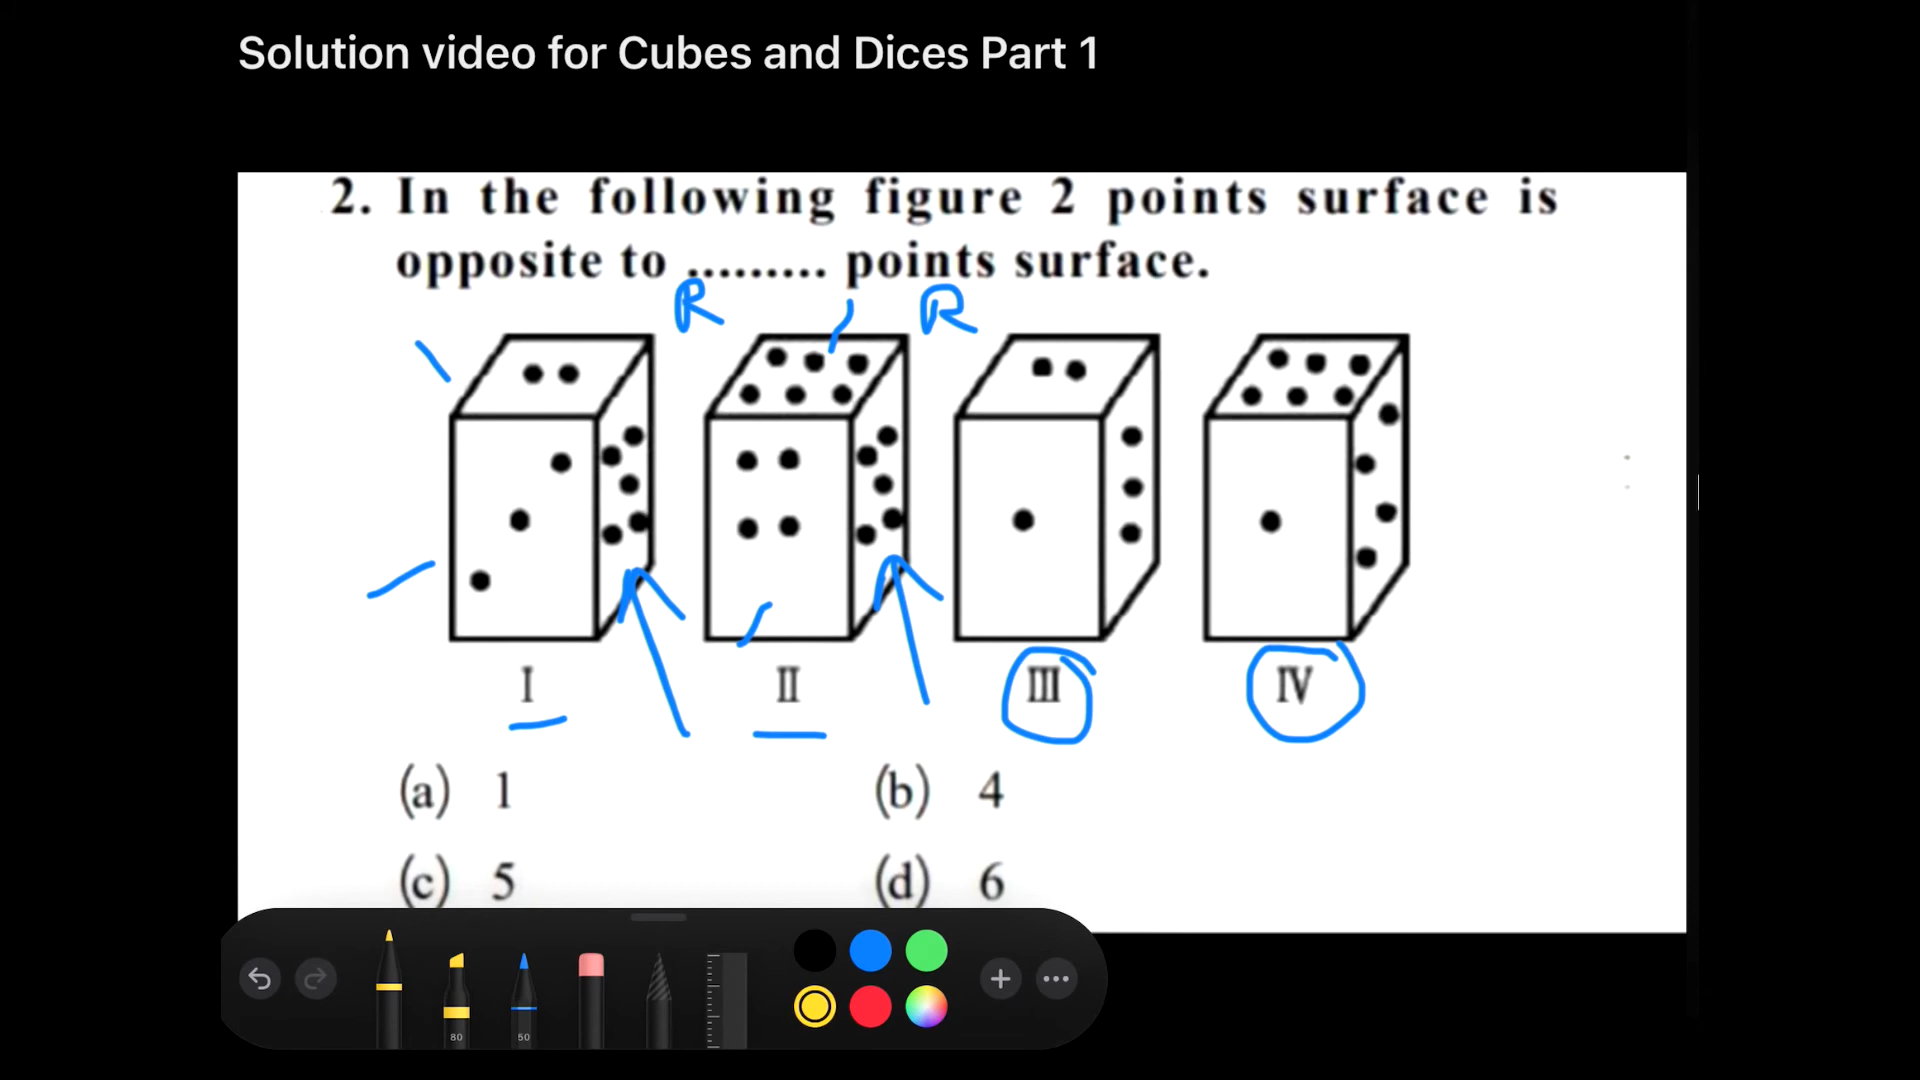 Solution video for Cubes and Dices Part 1
2. In the following figure 2 points surface is
opposite to ......... points surface.
R R
I II III IV
(a) 1 (b) 4
(c) 5 (d) 6
80 50